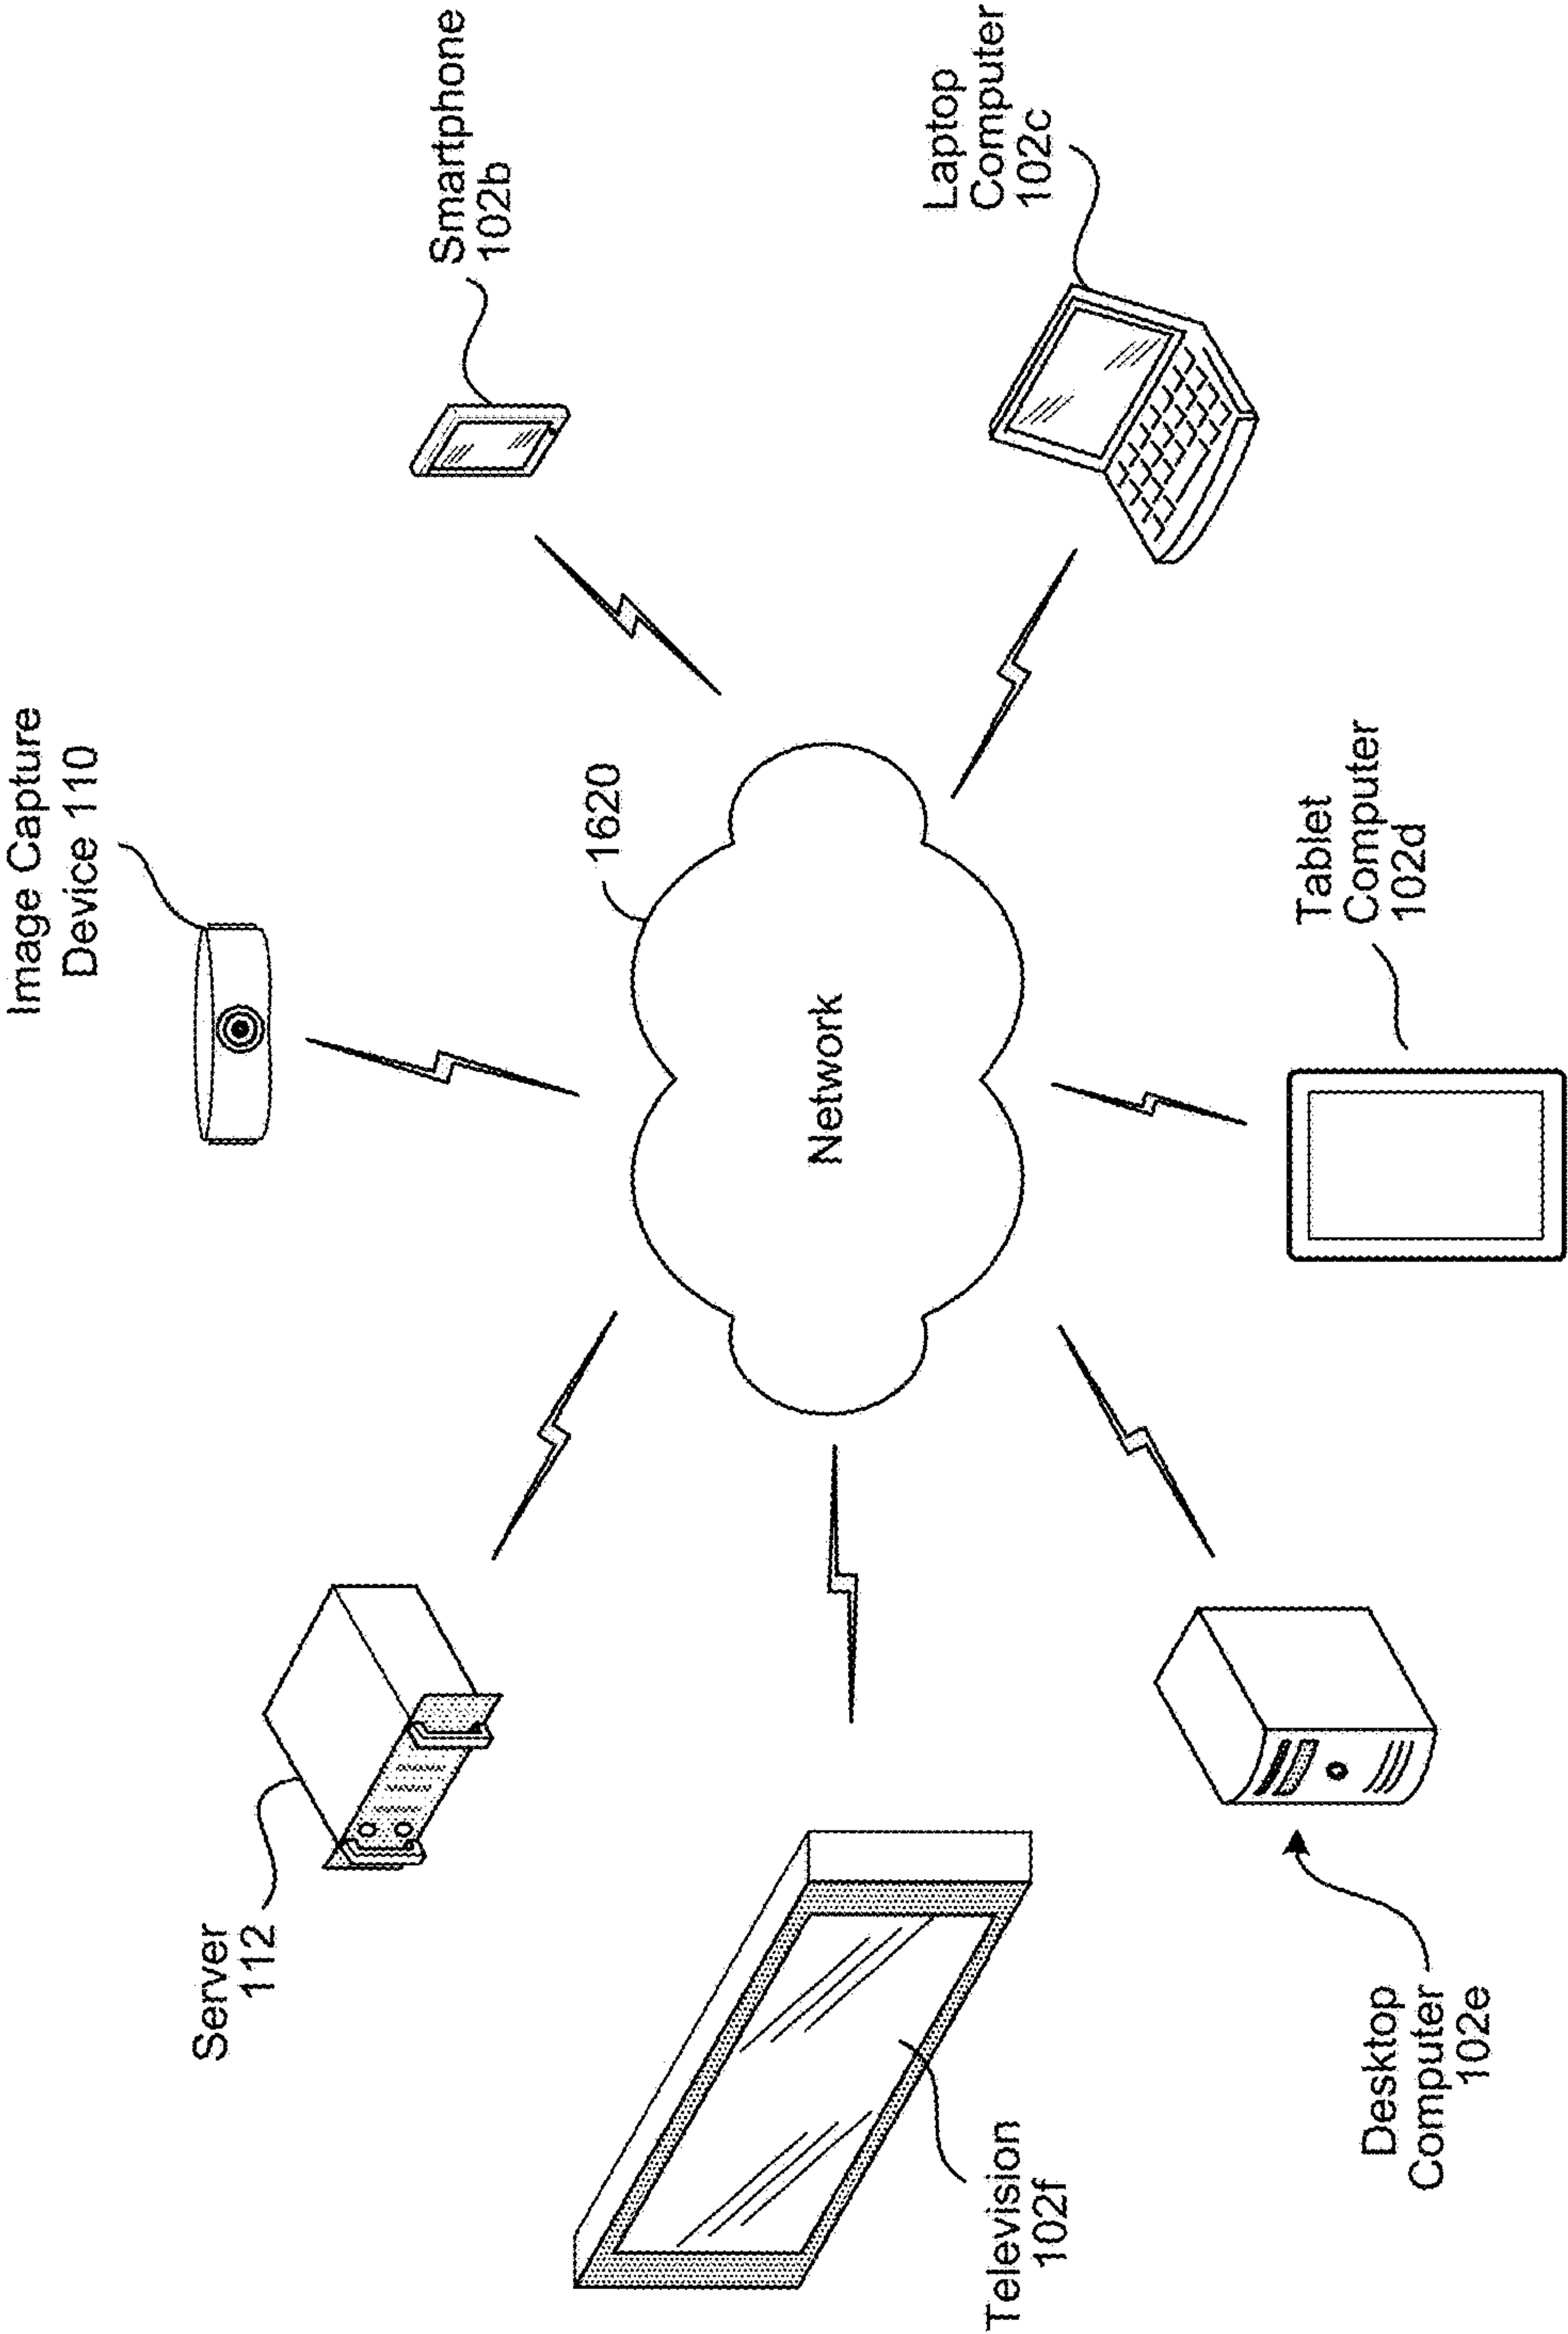 Image Capture
Device 110
Server
112
Smartphone
102b
1620
Network
Television
102f
Laptop
Computer
102c
Desktop
Computer
102e
Tablet
Computer
102d